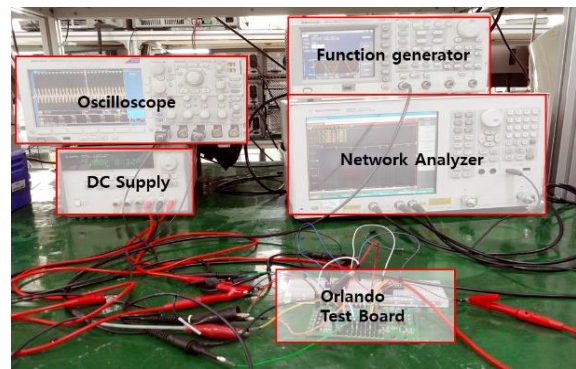 Function generator
Oscilloscope
Network Analyzer
DC Supply
Orlando
Test Board